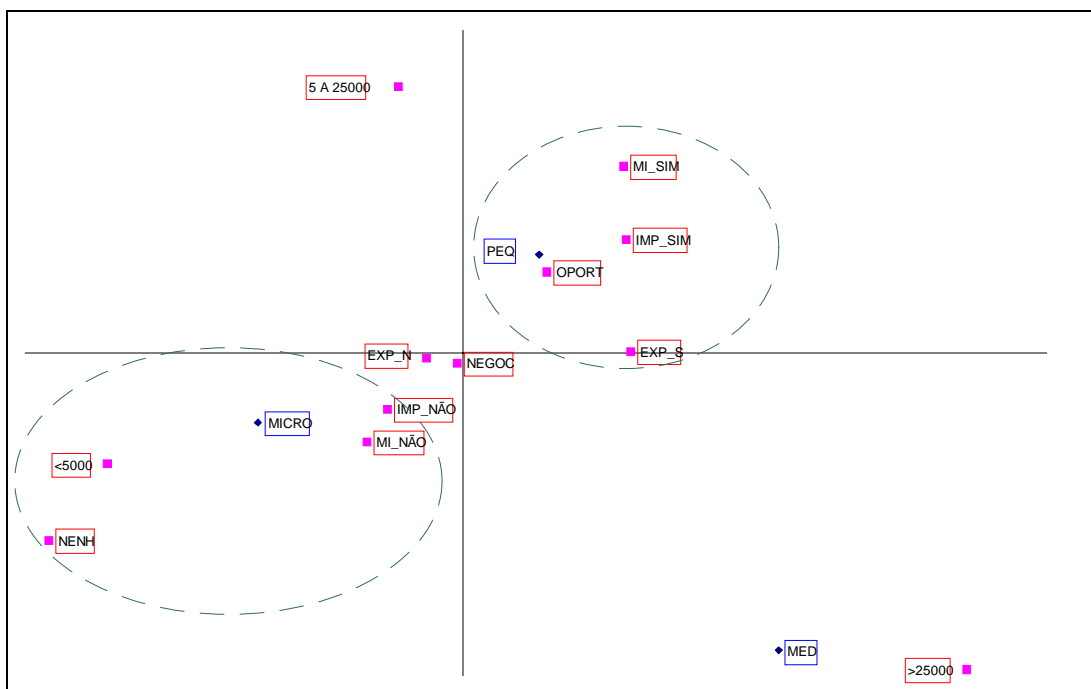 5 A 25000
MI_SIM
IMP_SIM
PEQ
OPORT
EXP_N
EXP_S
NEGOC
IMP_NÃO
MICRO
MI_NÃO
<5000
NENH
MED
>25000